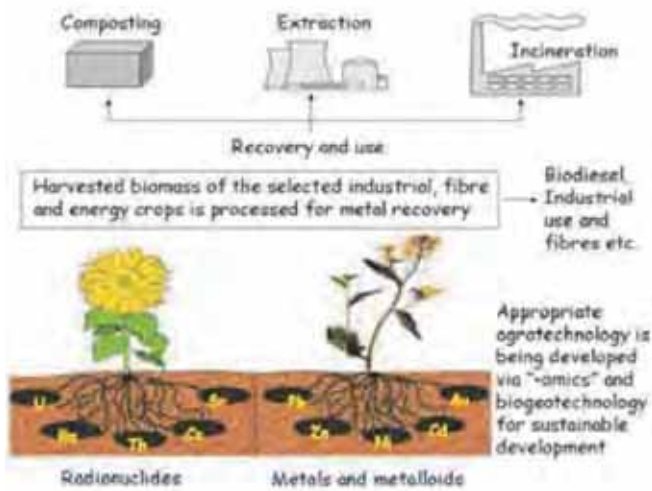 Composting
Extraction
Incineration
Recovery and use
Harvested biomass of the selected industrial, fibre
and energy crops is processed for metal recovery
Biodiesel
Industrial
use and
fibres etc.
Appropriate
agrotechnology is
being developed
via "-omics" and
biogeotechnology
for sustainable
development
U
Th
Cs
Sr
Pb
Zn
Ni
Cd
Au
Radionuclides
Metals and metalloids